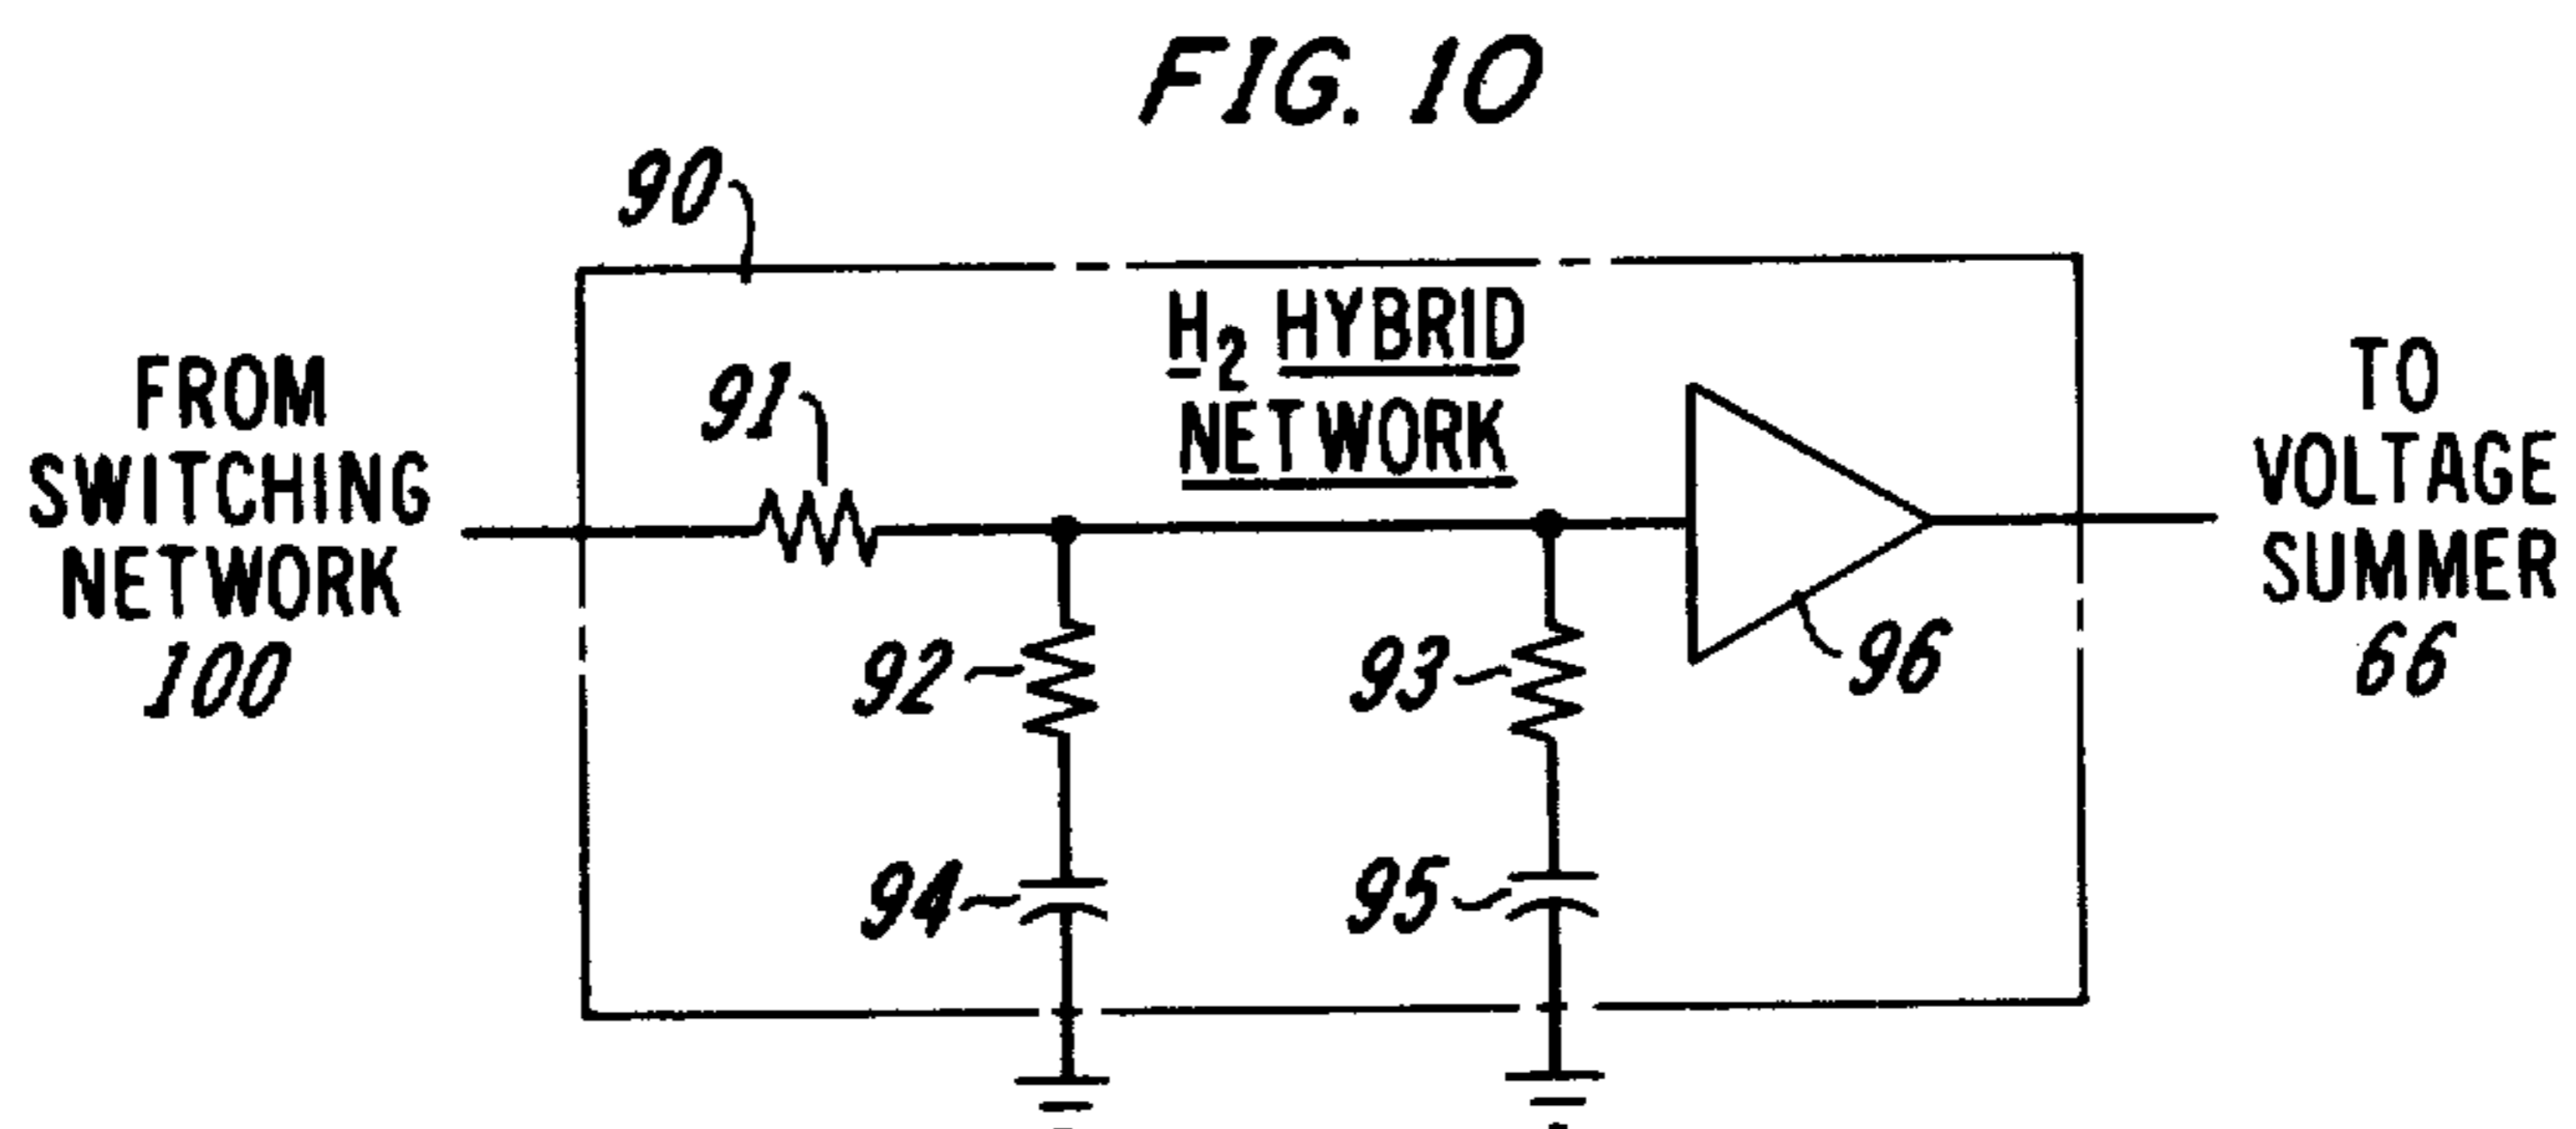 FIG. 10
90
H2 HYBRID
NETWORK
91
FROM
SWITCHING
NETWORK
100
TO
VOLTAGE
SUMMER
66
92
93
96
94
95